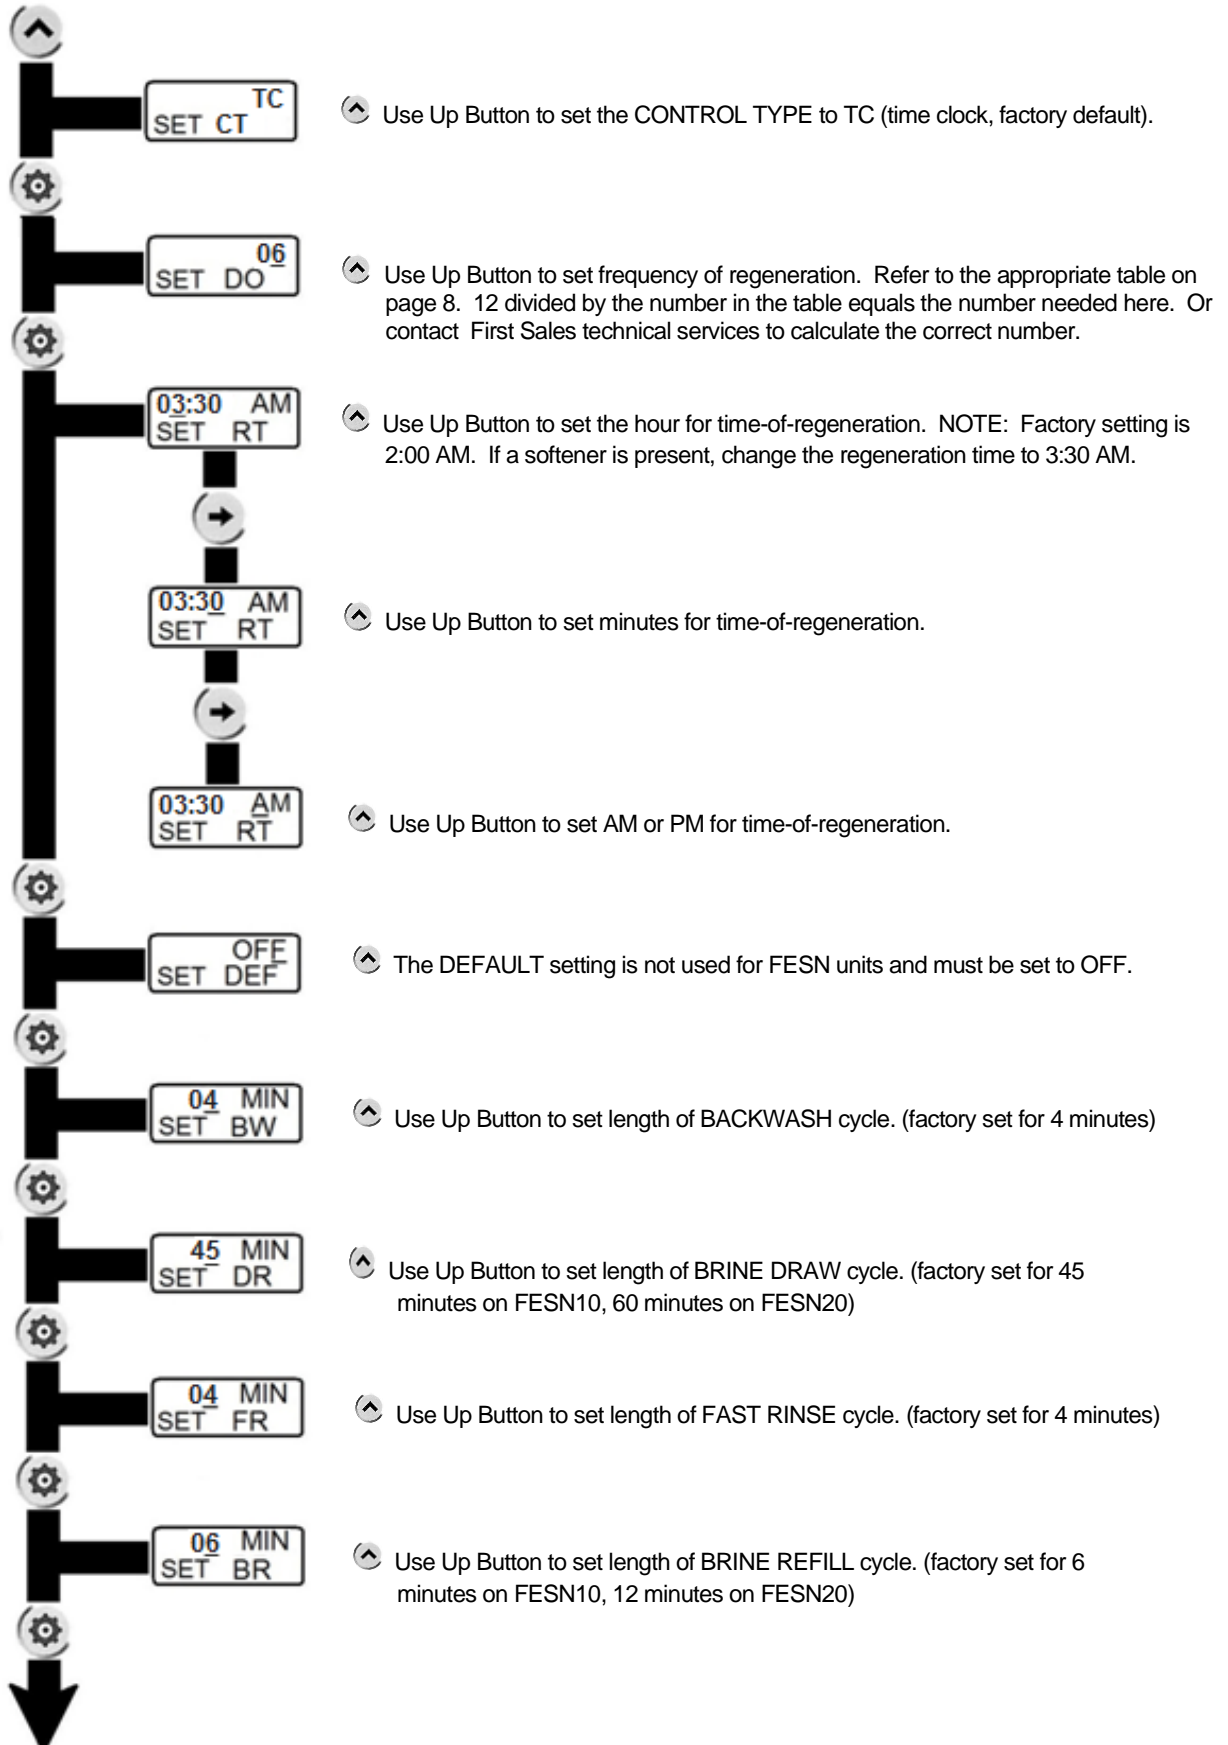 TC
SET CT
Use Up Button to set the CONTROL TYPE to TC (time clock, factory default).
06
SET DO
Use Up Button to set frequency of regeneration. Refer to the appropriate table on
page 8. 12 divided by the number in the table equals the number needed here. Or
contact First Sales technical services to calculate the correct number.
03:30 AM
SET RT
Use Up Button to set the hour for time-of-regeneration. NOTE: Factory setting is
2:00 AM. If a softener is present, change the regeneration time to 3:30 AM.
03:30 AM
SET RT
Use Up Button to set minutes for time-of-regeneration.
03:30 AM
SET RT
Use Up Button to set AM or PM for time-of-regeneration.
OFF
SET DEF
The DEFAULT setting is not used for FESN units and must be set to OFF.
04 MIN
SET BW
Use Up Button to set length of BACKWASH cycle. (factory set for 4 minutes)
45 MIN
SET DR
Use Up Button to set length of BRINE DRAW cycle. (factory set for 45
minutes on FESN10, 60 minutes on FESN20)
04 MIN
SET FR
Use Up Button to set length of FAST RINSE cycle. (factory set for 4 minutes)
06 MIN
SET BR
Use Up Button to set length of BRINE REFILL cycle. (factory set for 6
minutes on FESN10, 12 minutes on FESN20)